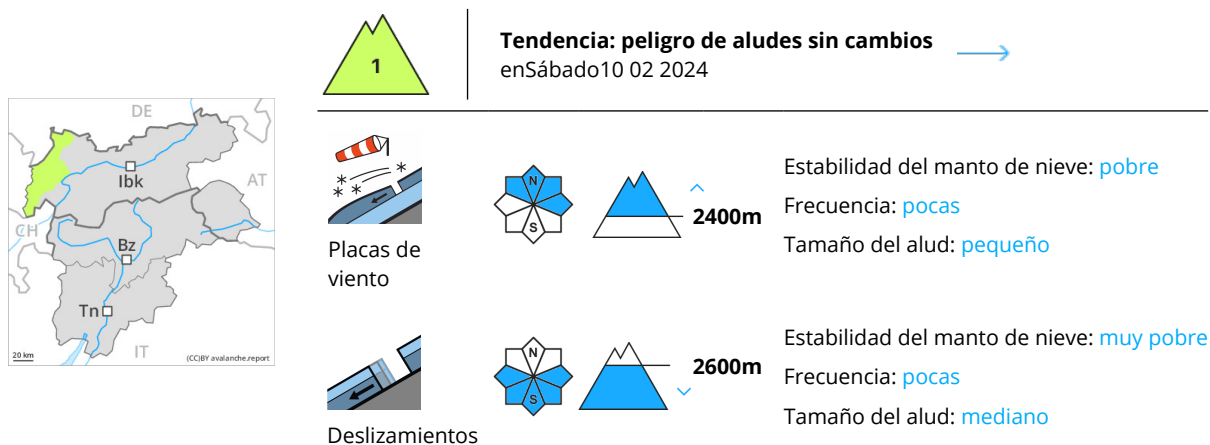 1
Tendencia: peligro de aludes sin cambios
enSábado10 02 2024
DE
AT
CH
IT
Ibk
Bz
Tn
20 km
(CC)BY avalanche.report
Placas de
viento
N
S
2400m
Estabilidad del manto de nieve: pobre
Frecuencia: pocas
Tamaño del alud: pequeño
Deslizamientos
N
S
2600m
Estabilidad del manto de nieve: muy pobre
Frecuencia: pocas
Tamaño del alud: mediano